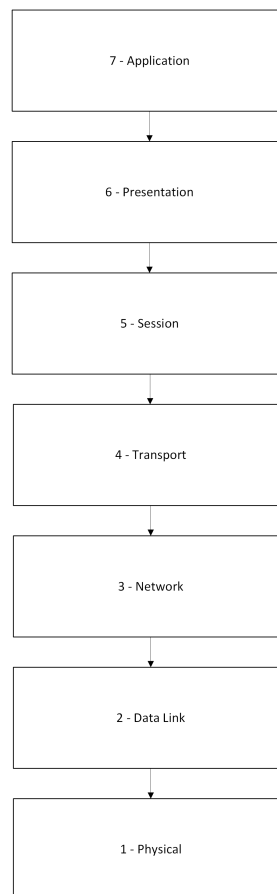 7 - Application
6 - Presentation
5 - Session
4 - Transport
3 - Network
2 - Data Link
1 - Physical